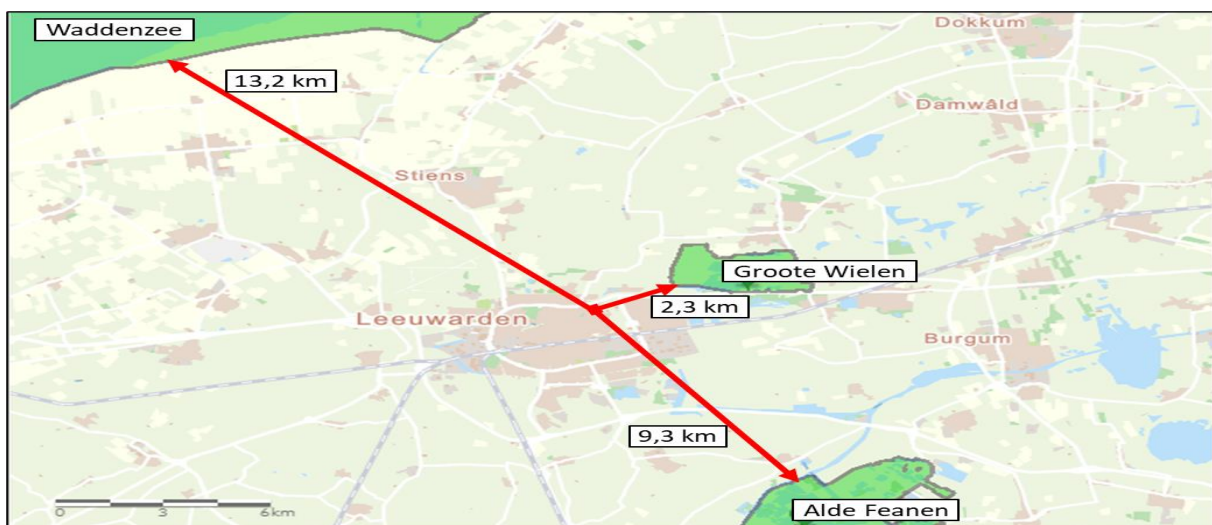 Waddenzee
Dokkum
13,2 km
Damwâld
Stiens
Groote Wielen
2,3 km
Leeuwarden
Burgum
9,3 km
0 3 6km
Alde Feanen